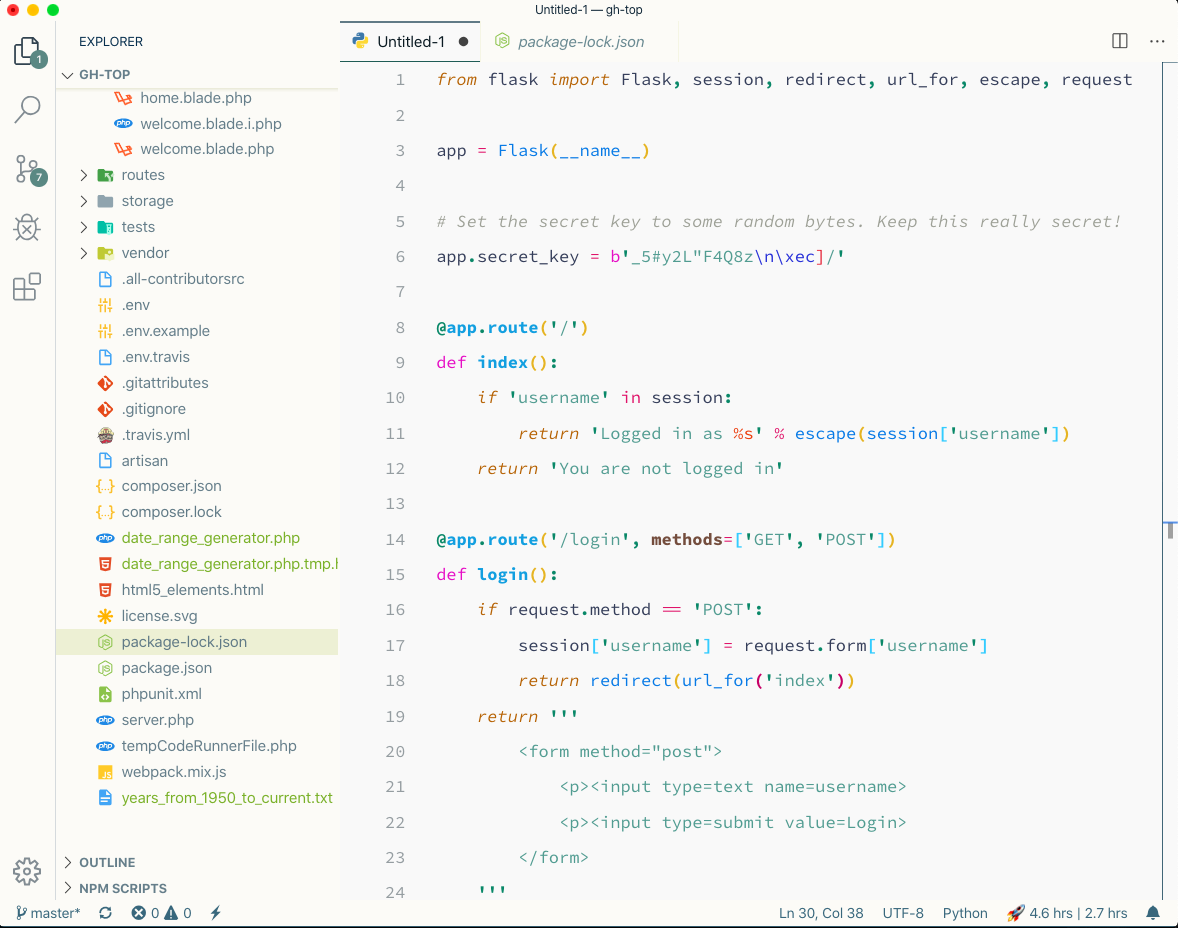 Untitled-1 — gh-top
EXPLORER
GH-TOP
home.blade.php
welcome.blade.i.php
welcome.blade.php
routes
storage
tests
vendor
.all-contributorsrc
.env
.env.example
.env.travis
.gitattributes
.gitignore
.travis.yml
artisan
composer.json
composer.lock
date_range_generator.php
date_range_generator.php.tmp.h
html5_elements.html
license.svg
package-lock.json
package.json
phpunit.xml
server.php
tempCodeRunnerFile.php
webpack.mix.js
years_from_1950_to_current.txt
OUTLINE
NPM SCRIPTS
1
7
Untitled-1 ●
package-lock.json
1 from flask import Flask, session, redirect, url_for, escape, request
2
3 app = Flask(__name__)
4
5 # Set the secret key to some random bytes. Keep this really secret!
6 app.secret_key = b'_5#y2L"F4Q8z\n\xec]/'
7
8 @app.route('/')
9 def index():
10 if 'username' in session:
11 return 'Logged in as %s' % escape(session['username'])
12 return 'You are not logged in'
13
14 @app.route('/login', methods=['GET', 'POST'])
15 def login():
16 if request.method == 'POST':
17 session['username'] = request.form['username']
18 return redirect(url_for('index'))
19 return '''
20 <form method="post">
21 <p><input type=text name=username>
22 <p><input type=submit value=Login>
23 </form>
24 '''
master* 0 0 Ln 30, Col 38 UTF-8 Python 🚀 4.6 hrs | 2.7 hrs